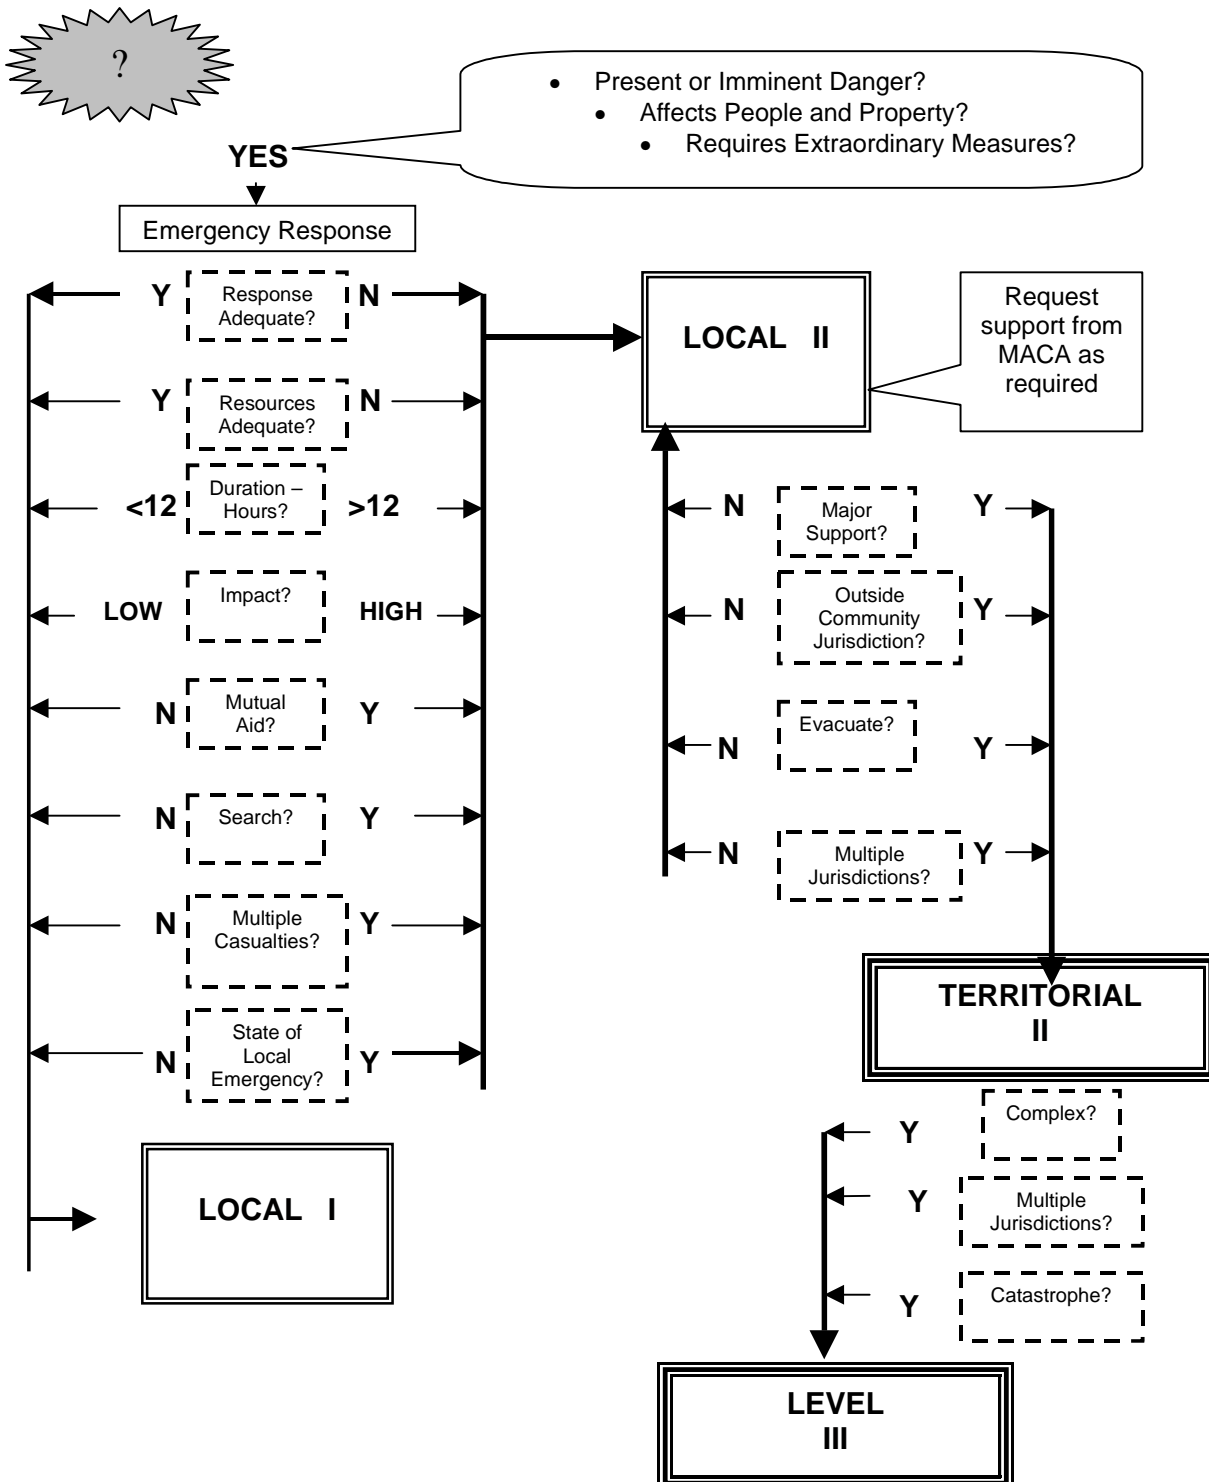 ?
• Present or Imminent Danger?
• Affects People and Property?
• Requires Extraordinary Measures?
YES
Emergency Response
Y Response N
Adequate?
Y Resources N
Adequate?
<12 Duration – >12
Hours?
LOW Impact? HIGH
N Mutual Y
Aid?
N Search? Y
N Multiple Y
Casualties?
State of
N Local Y
Emergency?
LOCAL I
LOCAL II
Request
support from
MACA as
required
N Major Y
Support?
N Outside Y
Community
Jurisdiction?
Evacuate?
N Y
N Multiple Y
Jurisdictions?
TERRITORIAL
II
Complex?
Y
Y Multiple
Jurisdictions?
Y Catastrophe?
LEVEL
III